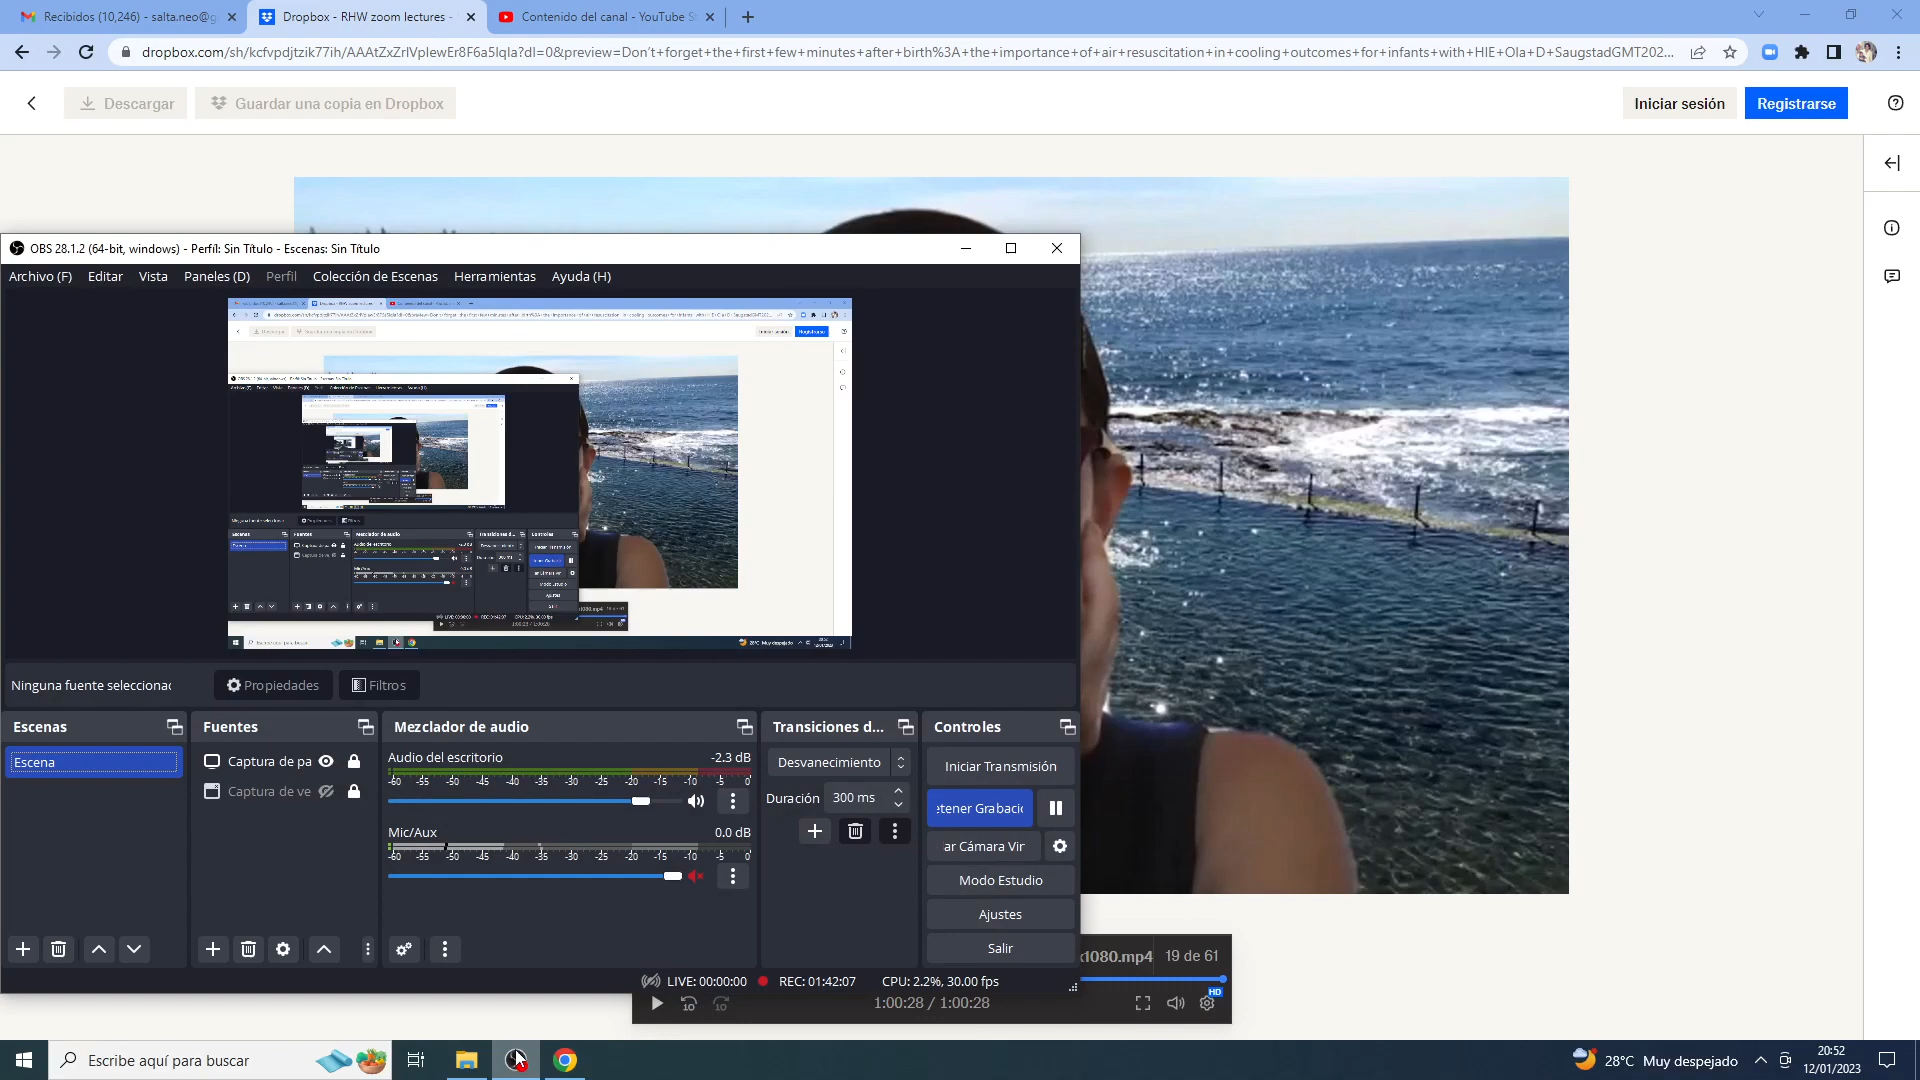 Recibidos (10,246) - salta.neo@g
Dropbox - RHW zoom lectures -
Contenido del canal - YouTube S
dropbox.com/sh/kcfvpdjtzik77ih/AAAtZxZrlVplewEr8F6a5lqIa?dl=0&preview=Don't+forget+the+first+few+minutes+after+birth%3A+the+importance+of+air+resuscitation+in+cooling+outcomes+for+infants+with+HIE+Ola+D+SaugstadGMT202...
Descargar
Guardar una copia en Dropbox
Iniciar sesión
Registrarse
OBS 28.1.2 (64-bit, windows) - Perfil: Sin Título - Escenas: Sin Título
Archivo (F) Editar Vista Paneles (D) Perfil Colección de Escenas Herramientas Ayuda (H)
Ninguna fuente seleccionac
Propiedades
Filtros
Escenas
Escena
Fuentes
Captura de pa
Captura de ve
Mezclador de audio
Audio del escritorio -2.3 dB
-60 -55 -50 -45 -40 -35 -30 -25 -20 -15 -10 -5 0
Mic/Aux 0.0 dB
-60 -55 -50 -45 -40 -35 -30 -25 -20 -15 -10 -5 0
Transiciones d...
Desvanecimiento
Duración 300 ms
Controles
Iniciar Transmisión
etener Grabació
ar Cámara Vir
Modo Estudio
Ajustes
Salir
LIVE: 00:00:00 REC: 01:42:07 CPU: 2.2%, 30.00 fps
x1080.mp4 19 de 61
10 10 1:00:28 / 1:00:28 HD
Escribe aquí para buscar
28°C Muy despejado
20:52
12/01/2023